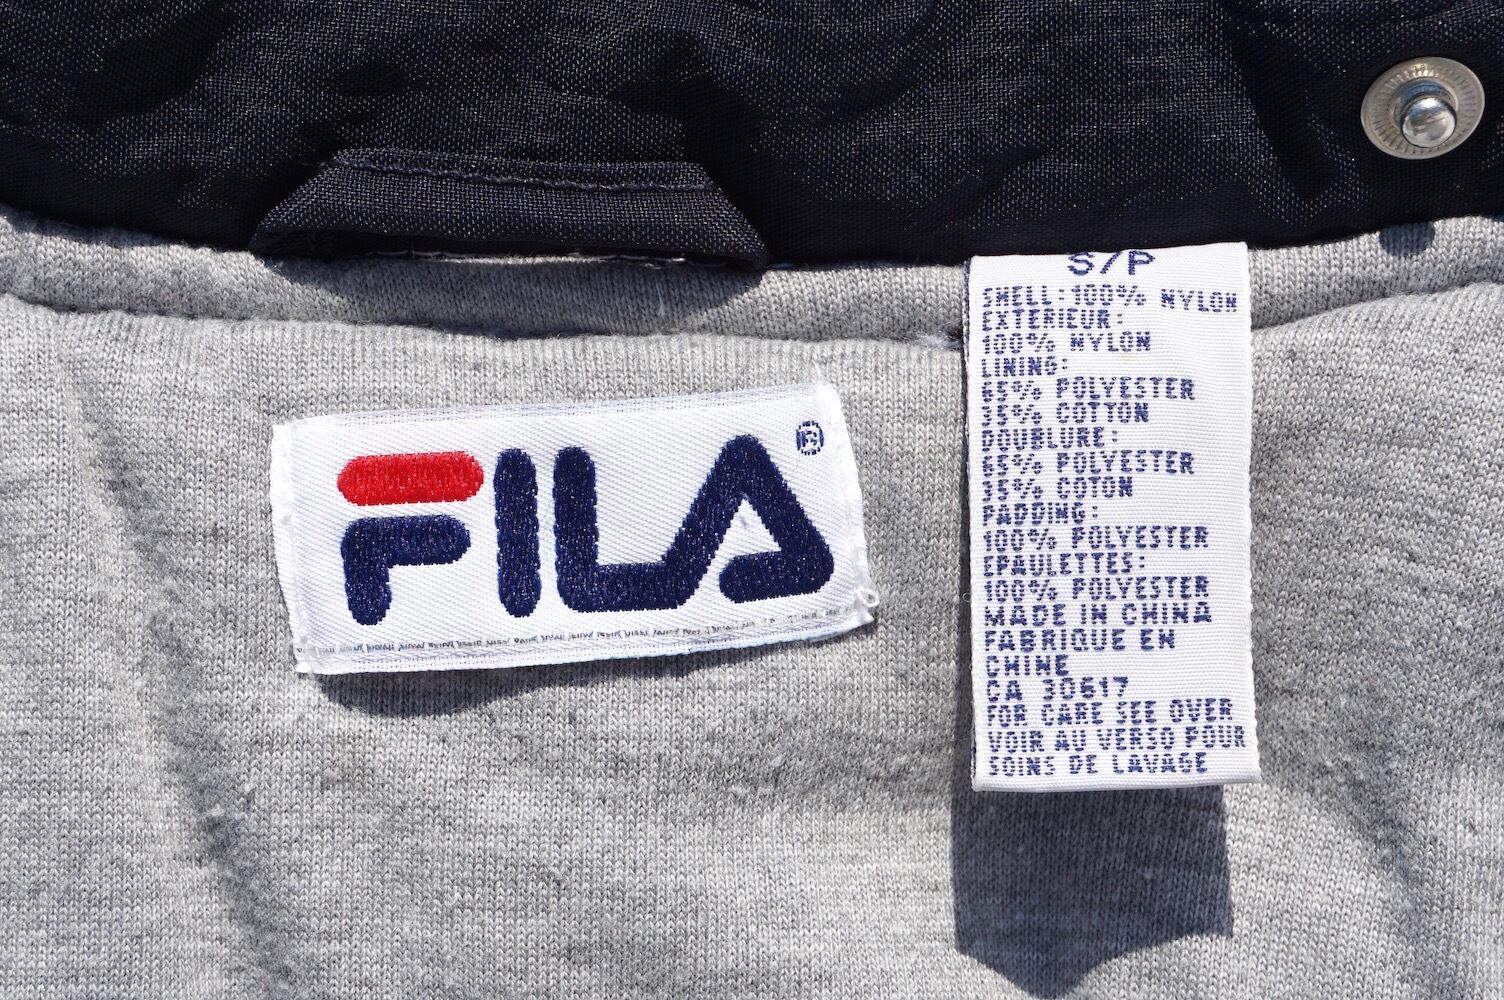 FILA®
S/P
SHELL:100% NYLON
EXTERIEUR:
100% NYLON
LINING:
65% POLYESTER
35% COTTON
DOUBLURE:
65% POLYESTER
35% COTON
PADDING:
100% POLYESTER
EPAULETTES:
100% POLYESTER
MADE IN CHINA
FABRIQUE EN
CHINE
CA 30617
FOR CARE SEE OVER
VOIR AU VERSO POUR
SOINS DE LAVAGE